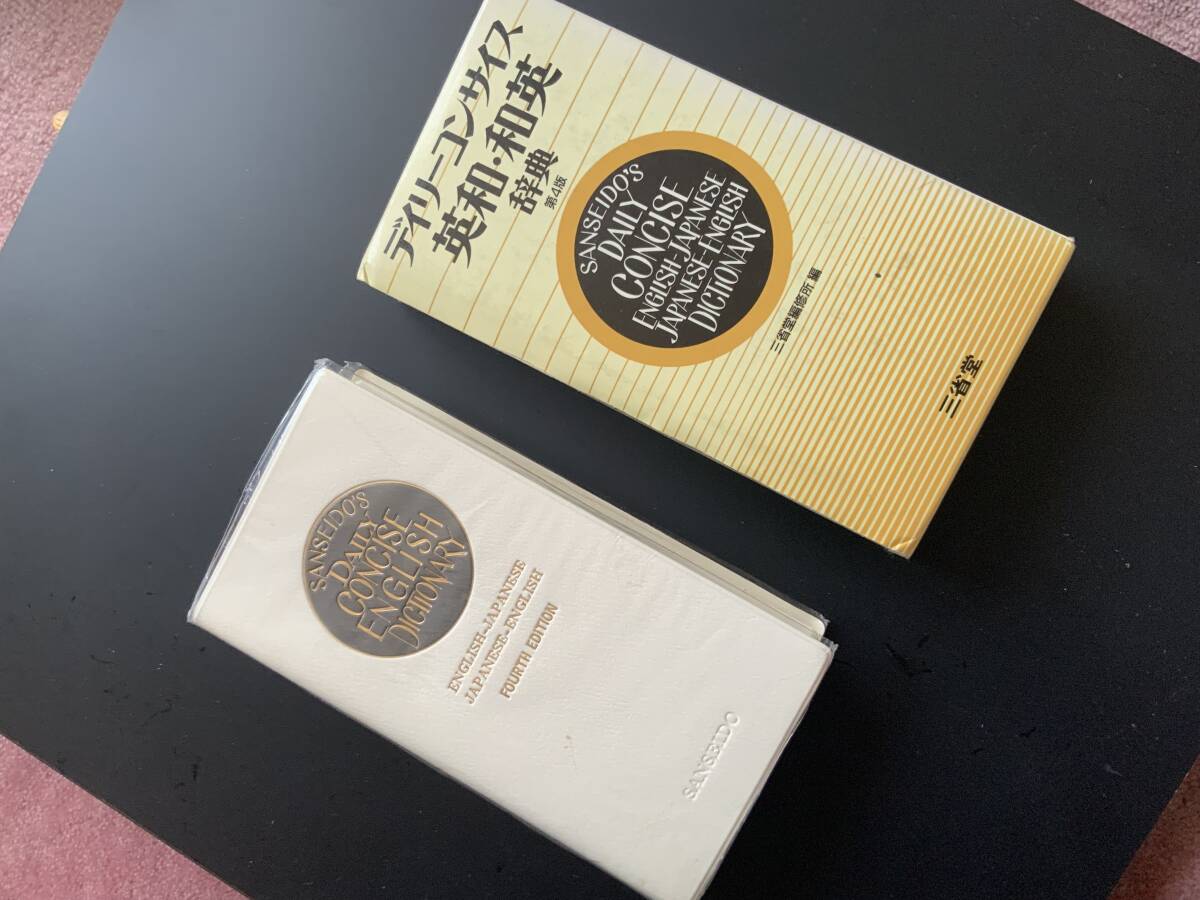 デイリーコンサイス
英和・和英
辞典
第4版
SANSEIDO'S
DAILY
CONCISE
ENGLISH-JAPANESE
JAPANESE-ENGLISH
DICTIONARY
三省堂編修所 編
三省堂
SANSEIDO'S
DAILY
CONCISE
ENGLISH
DICTIONARY
ENGLISH-JAPANESE
JAPANESE-ENGLISH
FOURTH EDITION
SANSEIDO